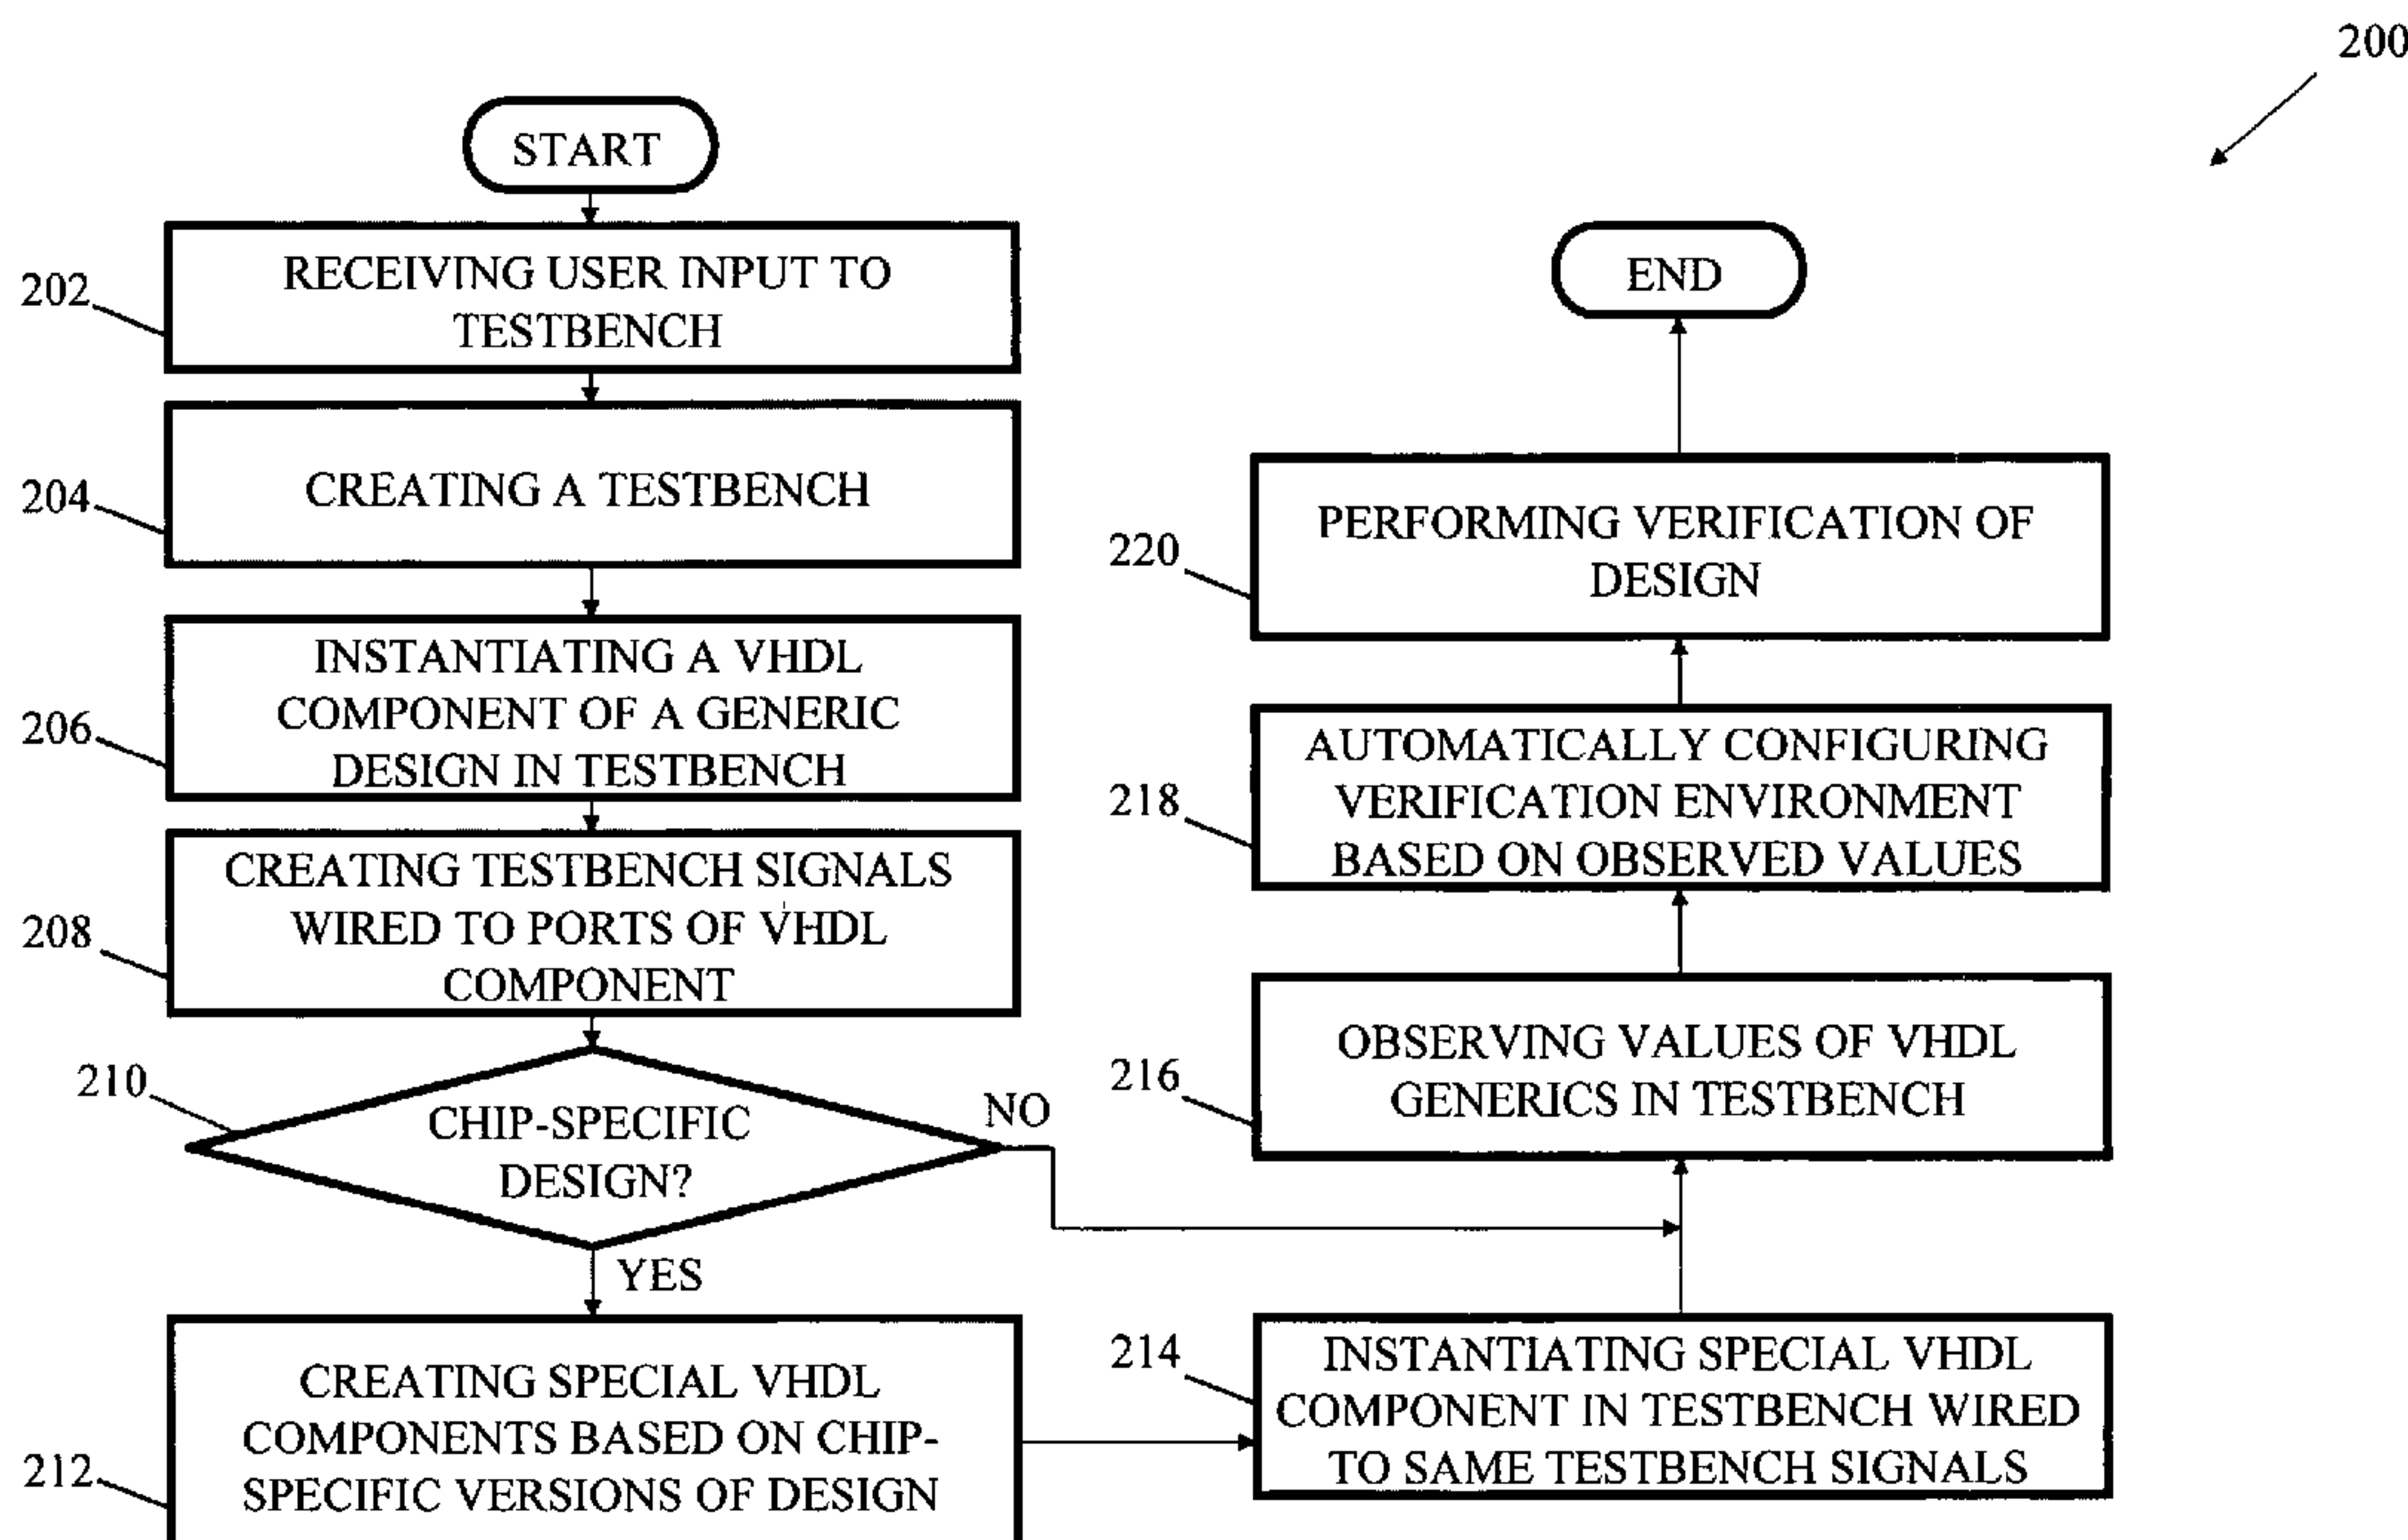 200
START
202
RECEIVING USER INPUT TO
TESTBENCH
204
CREATING A TESTBENCH
206
INSTANTIATING A VHDL
COMPONENT OF A GENERIC
DESIGN IN TESTBENCH
208
CREATING TESTBENCH SIGNALS
WIRED TO PORTS OF VHDL
COMPONENT
210
CHIP-SPECIFIC
DESIGN?
NO
YES
212
CREATING SPECIAL VHDL
COMPONENTS BASED ON CHIP-
SPECIFIC VERSIONS OF DESIGN
214
INSTANTIATING SPECIAL VHDL
COMPONENT IN TESTBENCH WIRED
TO SAME TESTBENCH SIGNALS
216
OBSERVING VALUES OF VHDL
GENERICS IN TESTBENCH
218
AUTOMATICALLY CONFIGURING
VERIFICATION ENVIRONMENT
BASED ON OBSERVED VALUES
220
PERFORMING VERIFICATION OF
DESIGN
END